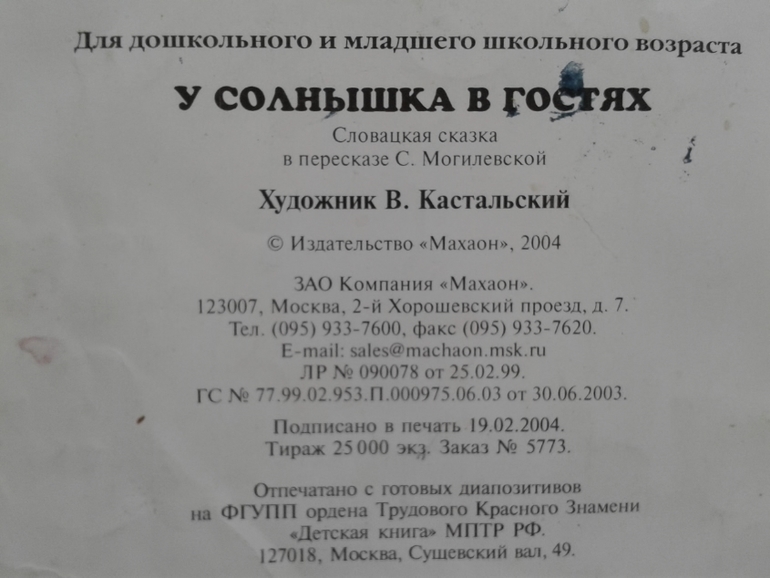 Для дошкольного и младшего школьного возраста
У СОЛНЫШКА В ГОСТЯХ
Словацкая сказка
в пересказе С. Могилевской
Художник В. Кастальский
© Издательство «Махаон», 2004
ЗАО Компания «Махаон».
123007, Москва, 2-й Хорошевский проезд, д. 7.
Тел. (095) 933-7600, факс (095) 933-7620.
E-mail: sales@machaon.msk.ru
ЛР № 090078 от 25.02.99.
ГС № 77.99.02.953.П.000975.06.03 от 30.06.2003.
Подписано в печать 19.02.2004.
Тираж 25 000 экз. Заказ № 5773.
Отпечатано с готовых диапозитивов
на ФГУПП ордена Трудового Красного Знамени
«Детская книга» МПТР РФ.
127018, Москва, Сущевский вал, 49.